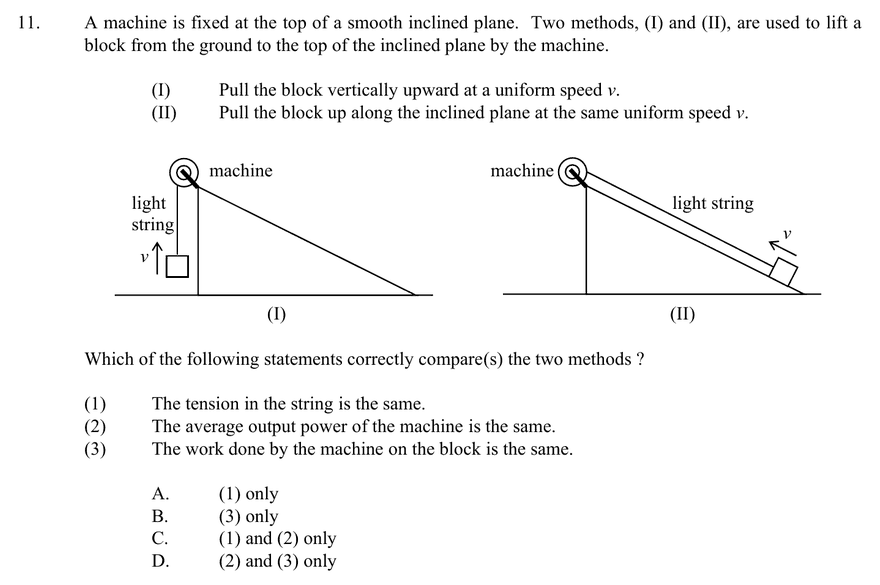 11. A machine is fixed at the top of a smooth inclined plane. Two methods, (I) and (II), are used to lift a
block from the ground to the top of the inclined plane by the machine.
(I) Pull the block vertically upward at a uniform speed v.
(II) Pull the block up along the inclined plane at the same uniform speed v.
machine
light
string
v
(I)
machine
light string
v
(II)
Which of the following statements correctly compare(s) the two methods ?
(1) The tension in the string is the same.
(2) The average output power of the machine is the same.
(3) The work done by the machine on the block is the same.
A. (1) only
B. (3) only
C. (1) and (2) only
D. (2) and (3) only